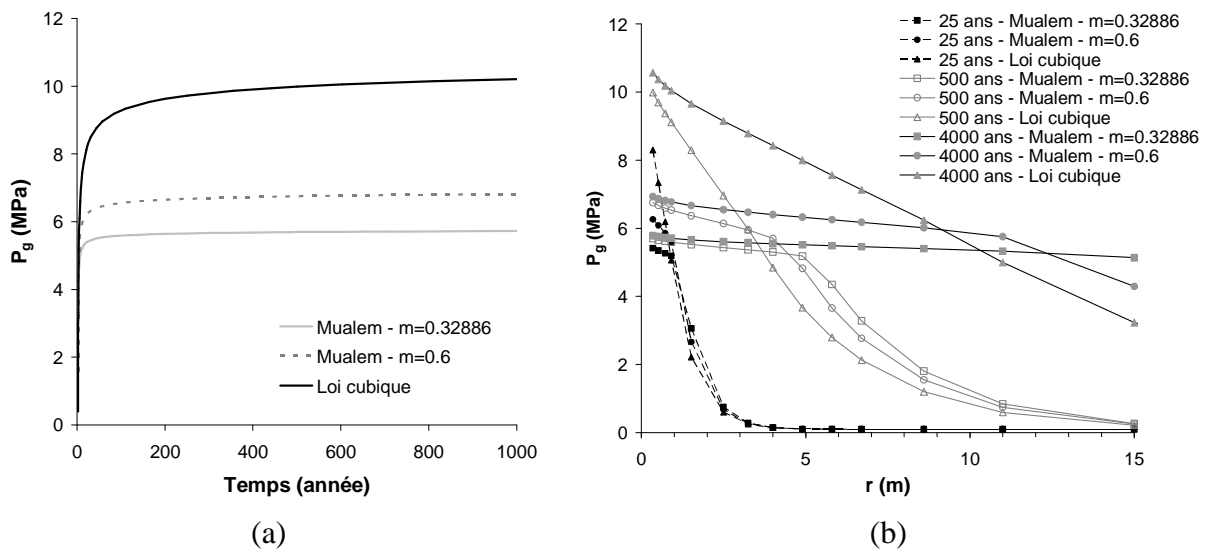 12
10
8
6
4
2
0
P_g (MPa)
0 200 400 600 800 1000
Temps (année)
Mualem - m=0.32886
Mualem - m=0.6
Loi cubique
(a)
12
10
8
6
4
2
0
P_g (MPa)
0 5 10 15
r (m)
25 ans - Mualem - m=0.32886
25 ans - Mualem - m=0.6
25 ans - Loi cubique
500 ans - Mualem - m=0.32886
500 ans - Mualem - m=0.6
500 ans - Loi cubique
4000 ans - Mualem - m=0.32886
4000 ans - Mualem - m=0.6
4000 ans - Loi cubique
(b)